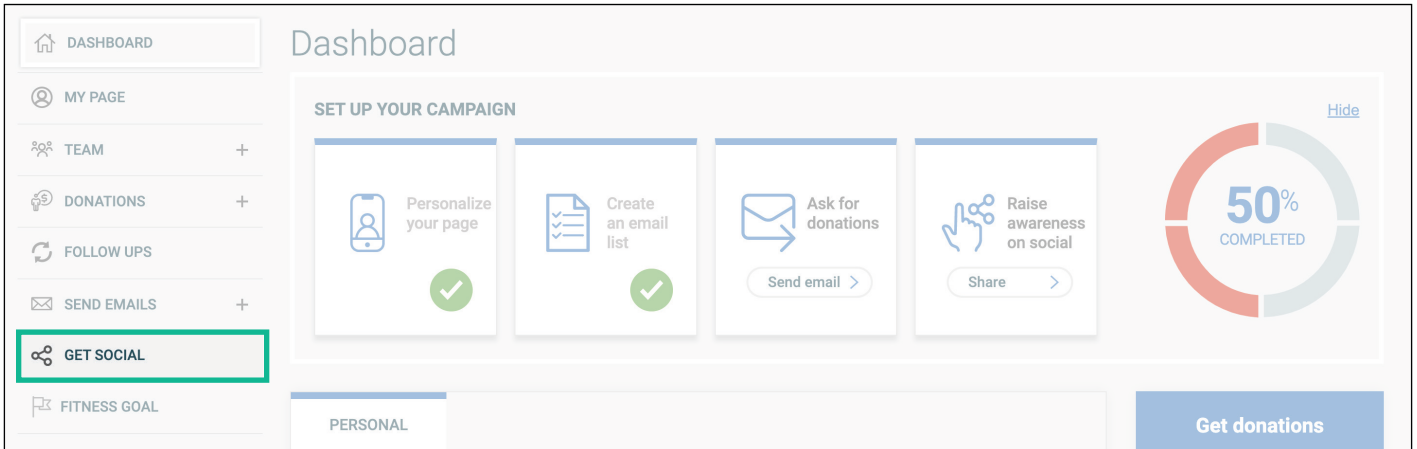 DASHBOARD
MY PAGE
TEAM +
DONATIONS +
FOLLOW UPS
SEND EMAILS +
GET SOCIAL
FITNESS GOAL
Dashboard
SET UP YOUR CAMPAIGN
Hide
Personalize
your page
Create
an email
list
Ask for
donations
Send email >
Raise
awareness
on social
Share >
50%
COMPLETED
PERSONAL
Get donations